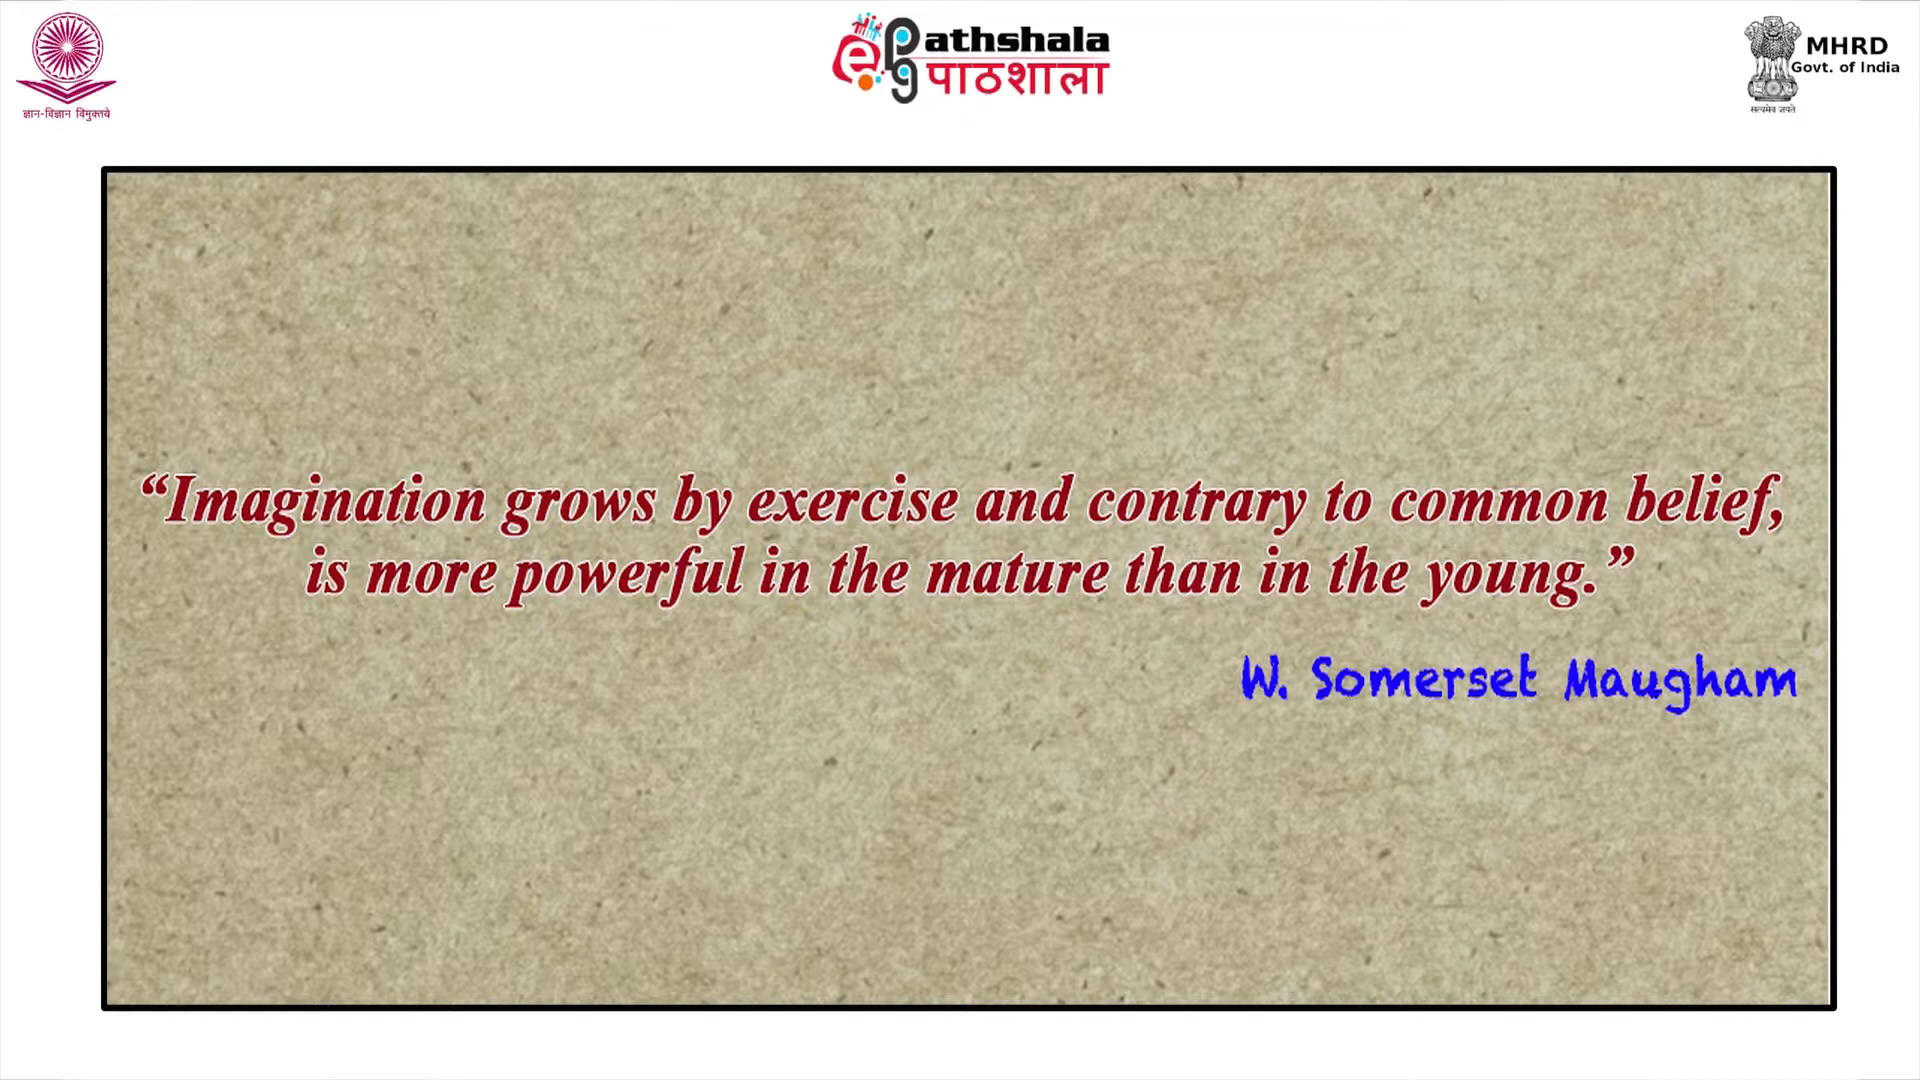 ज्ञान-विज्ञान विमुक्तये
ePathshala
पाठशाला
MHRD
Govt. of India
सत्यमेव जयते
“Imagination grows by exercise and contrary to common belief,
is more powerful in the mature than in the young.”
W. Somerset Maugham